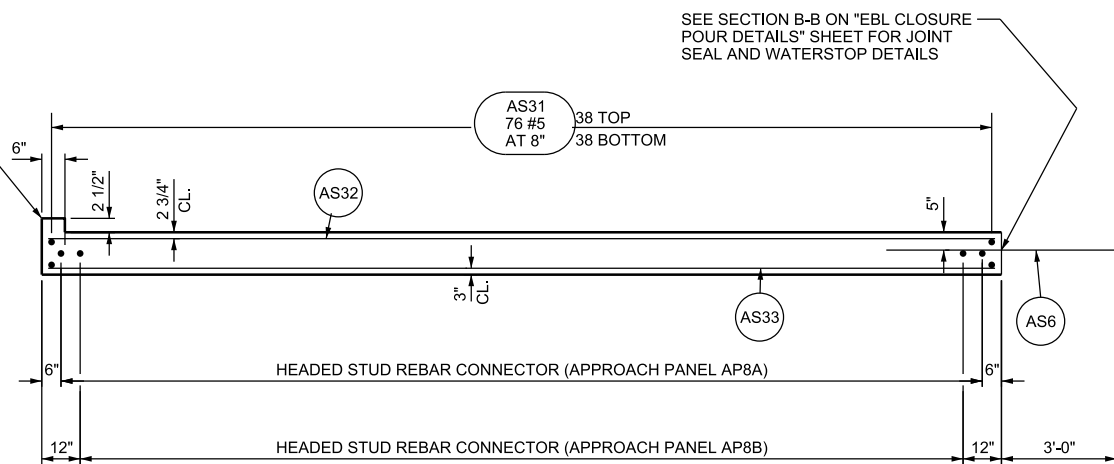 SEE SECTION B-B ON "EBL CLOSURE
POUR DETAILS" SHEET FOR JOINT
SEAL AND WATERSTOP DETAILS
AS31
76 #5
AT 8"
38 TOP
38 BOTTOM
6"
2 1/2"
2 3/4"
CL.
AS32
5"
3"
CL.
AS33
AS6
6"
HEADED STUD REBAR CONNECTOR (APPROACH PANEL AP8A)
6"
12"
HEADED STUD REBAR CONNECTOR (APPROACH PANEL AP8B)
12"
3'-0"